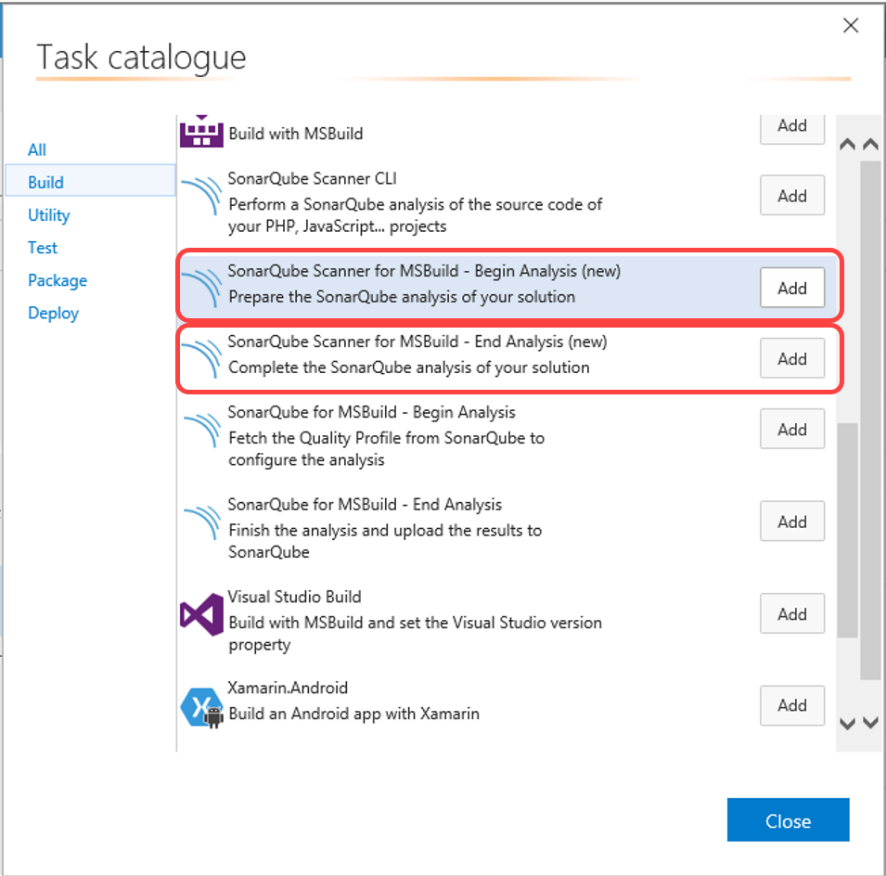 Task catalogue
All
Build
Utility
Test
Package
Deploy
Build with MSBuild
Add
SonarQube Scanner CLI
Perform a SonarQube analysis of the source code of
your PHP, JavaScript... projects
Add
SonarQube Scanner for MSBuild - Begin Analysis (new)
Prepare the SonarQube analysis of your solution
Add
SonarQube Scanner for MSBuild - End Analysis (new)
Complete the SonarQube analysis of your solution
Add
SonarQube for MSBuild - Begin Analysis
Fetch the Quality Profile from SonarQube to
configure the analysis
Add
SonarQube for MSBuild - End Analysis
Finish the analysis and upload the results to
SonarQube
Add
Visual Studio Build
Build with MSBuild and set the Visual Studio version
property
Add
Xamarin.Android
Build an Android app with Xamarin
Add
Close